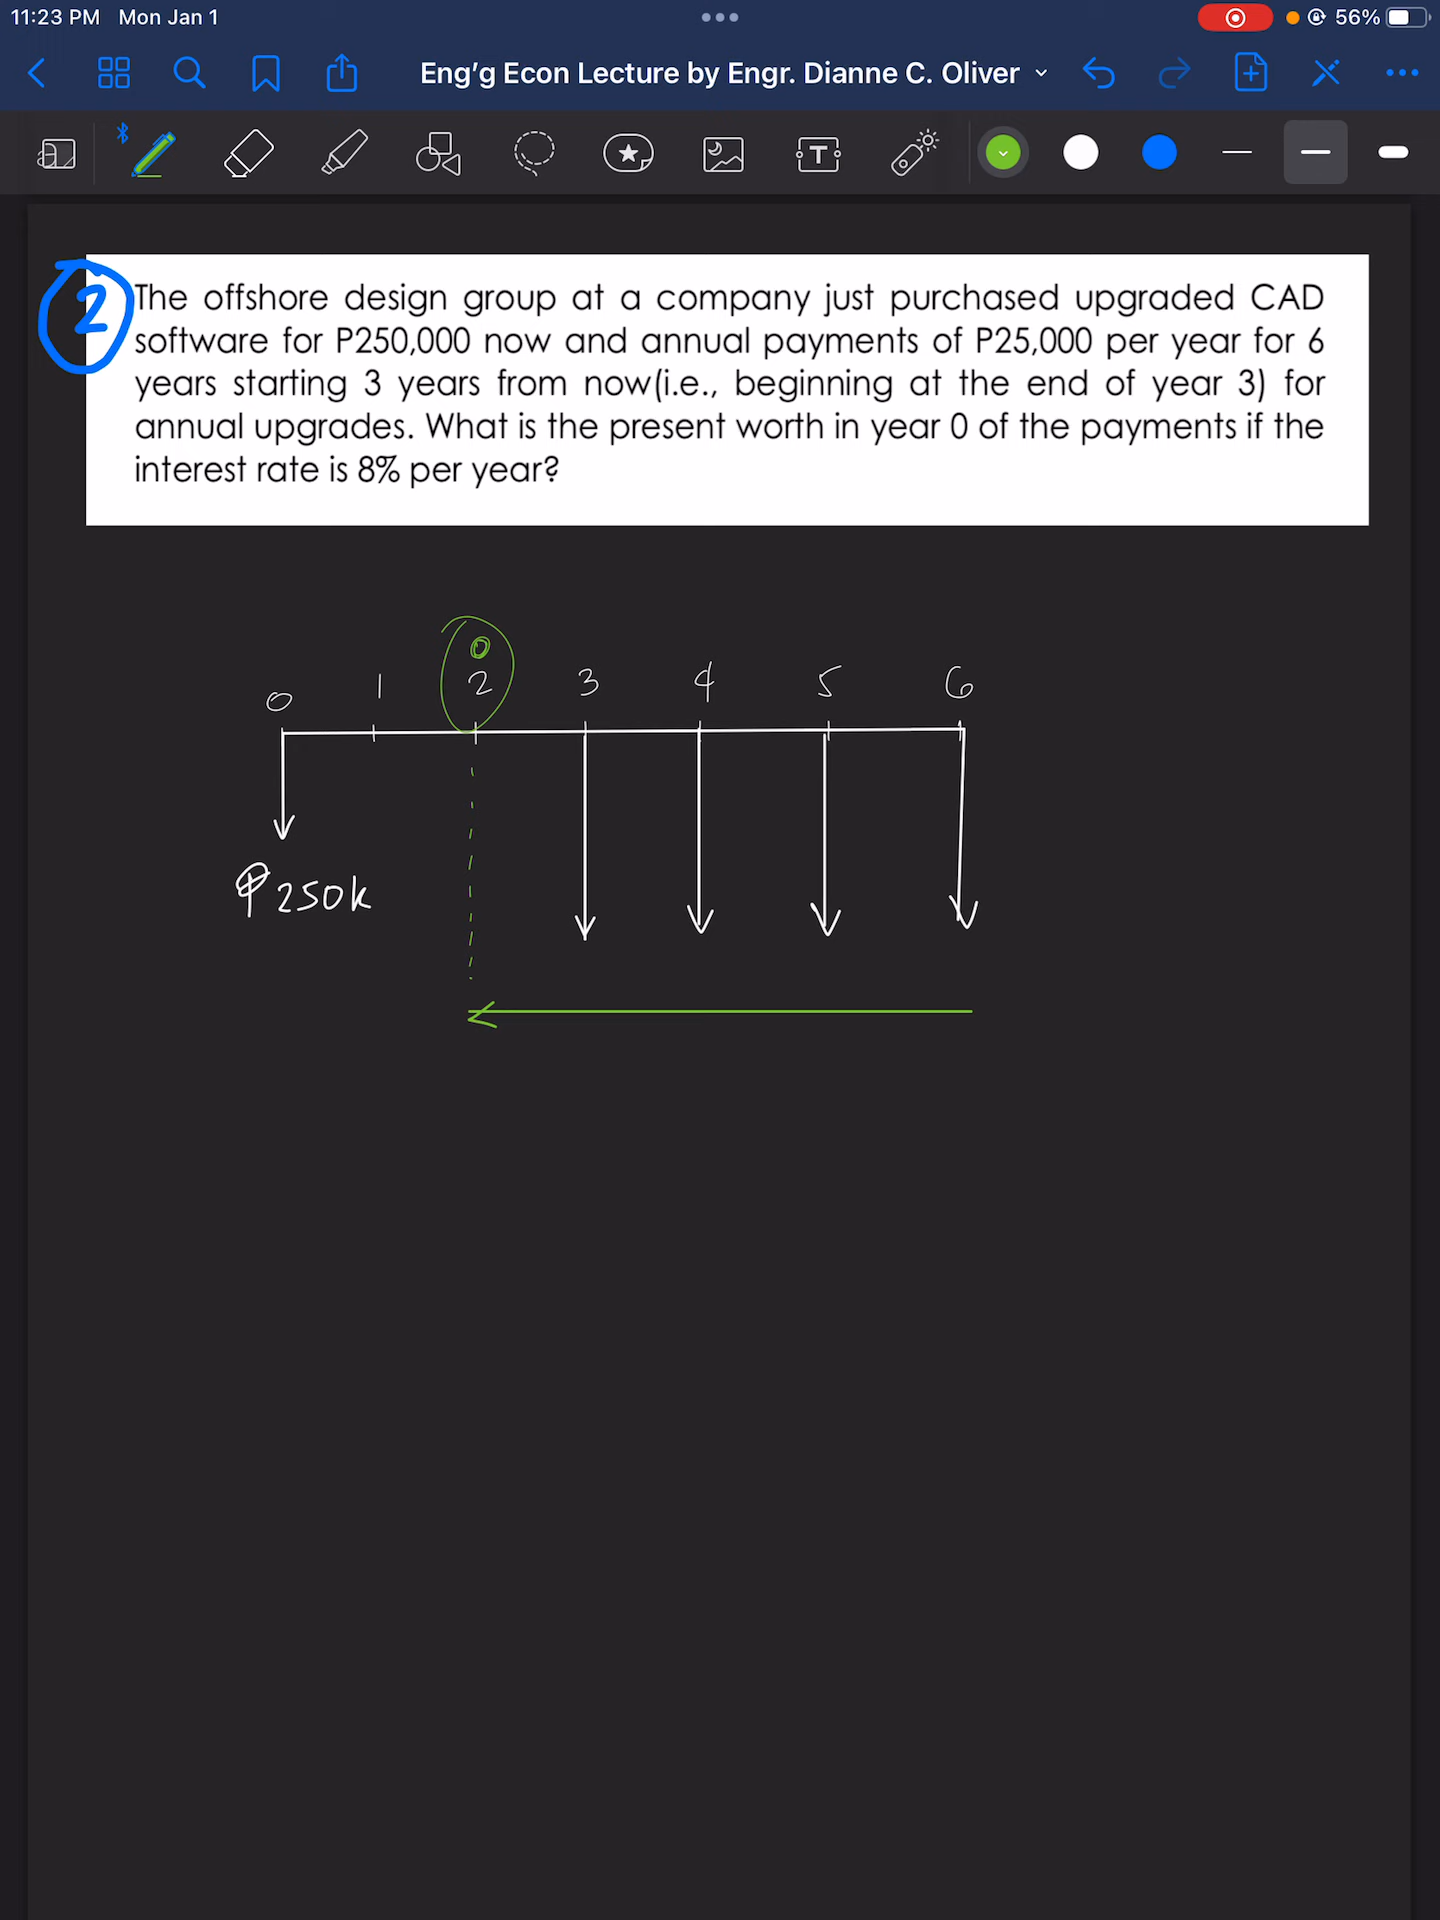 11:23 PM Mon Jan 1
56%
Eng'g Econ Lecture by Engr. Dianne C. Oliver
2
The offshore design group at a company just purchased upgraded CAD
software for P250,000 now and annual payments of P25,000 per year for 6
years starting 3 years from now(i.e., beginning at the end of year 3) for
annual upgrades. What is the present worth in year 0 of the payments if the
interest rate is 8% per year?
0
0 1 2 3 4 5 6
₱250k